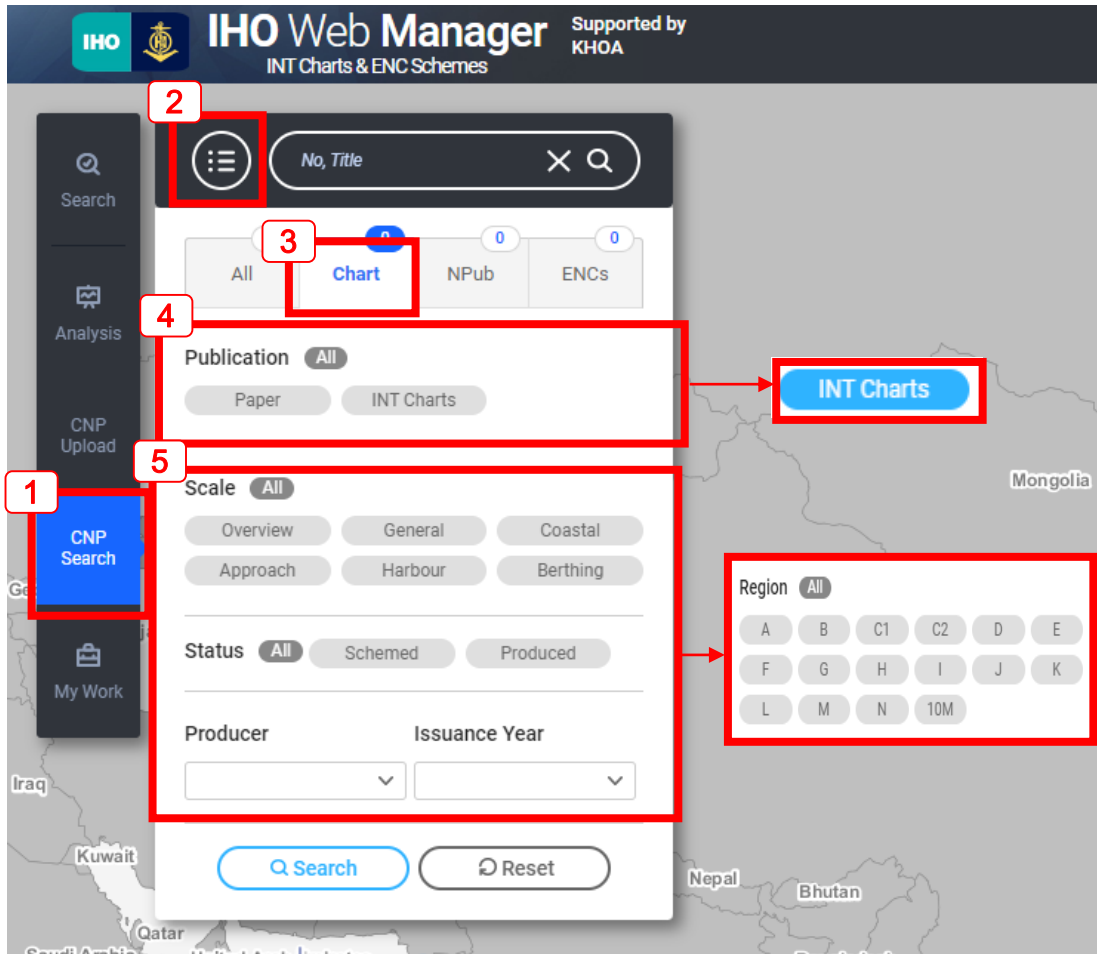 IHO
IHO Web Manager
INT Charts & ENC Schemes
Supported by
KHOA
2
Search
No, Title
3
0
0
All
Chart
NPub
ENCs
Analysis
4
Publication All
Paper
INT Charts
INT Charts
CNP
Upload
5
1
Scale All
Mongolia
CNP
Search
Overview
General
Coastal
Approach
Harbour
Berthing
Region All
A B C1 C2 D E
F G H I J K
L M N 10M
Status All Schemed Produced
My Work
Producer
Issuance Year
Iraq
Kuwait
Search
Reset
Nepal
Bhutan
Qatar